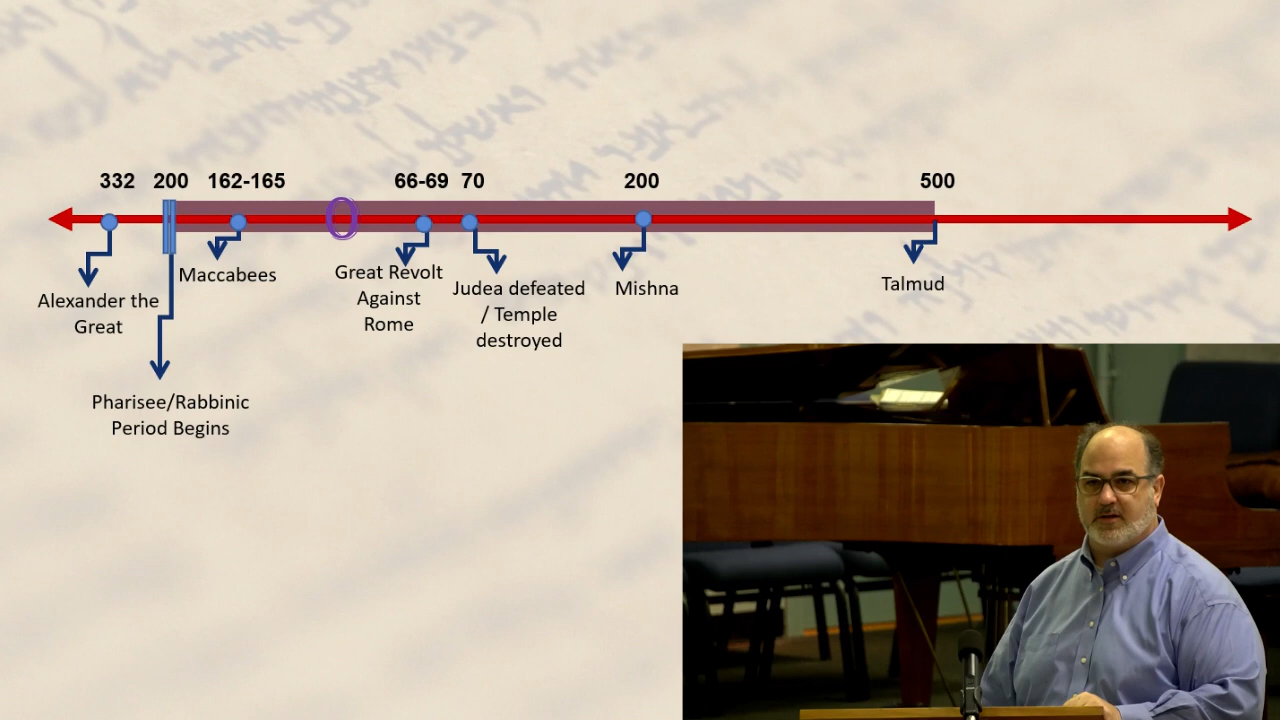 332 200 162-165 66-69 70 200 500
Alexander the
Great
Pharisee/Rabbinic
Period Begins
Maccabees
Great Revolt
Against
Rome
Judea defeated
/ Temple
destroyed
Mishna
Talmud